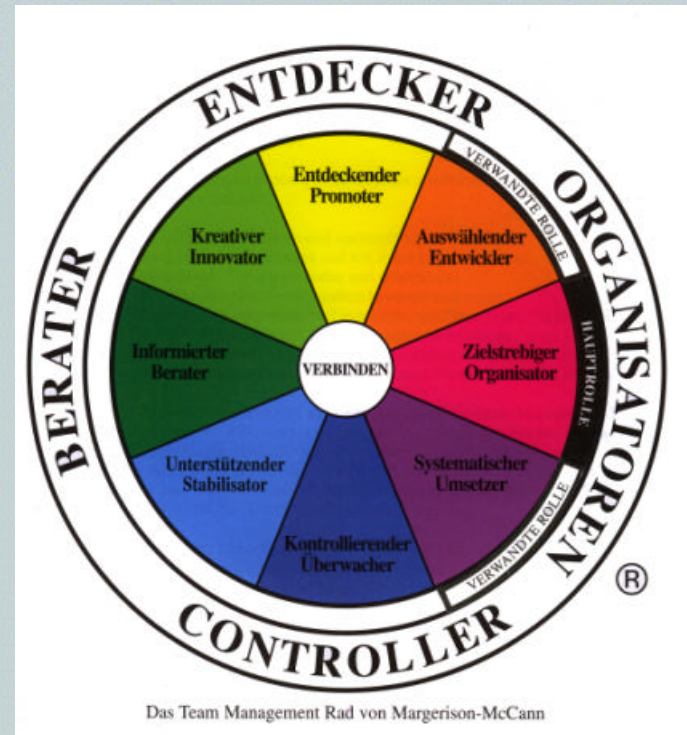 ENTDECKER
ORGANISATOREN
CONTROLLER
BERATER
VERWANDTE ROLLE
HAUPTROLLE
VERWANDTE ROLLE
Entdeckender
Promoter
Auswählender
Entwickler
Zielstrebiger
Organisator
Systematischer
Umsetzer
Kontrollierender
Überwacher
Unterstützender
Stabilisator
Informierter
Berater
Kreativer
Innovator
VERBINDEN
®
Das Team Management Rad von Margerison-McCann